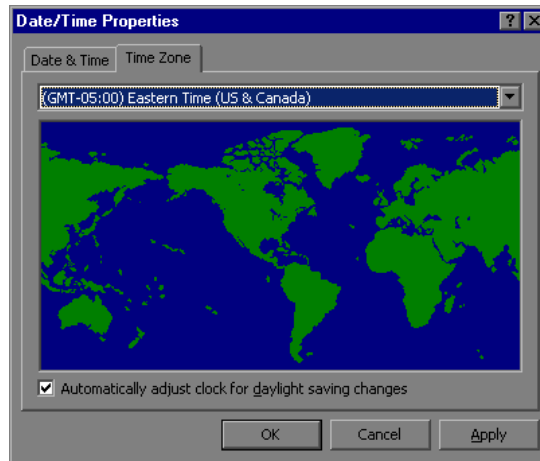 Date/Time Properties
Date & Time
Time Zone
(GMT-05:00) Eastern Time (US & Canada)
Automatically adjust clock for daylight saving changes
OK
Cancel
Apply